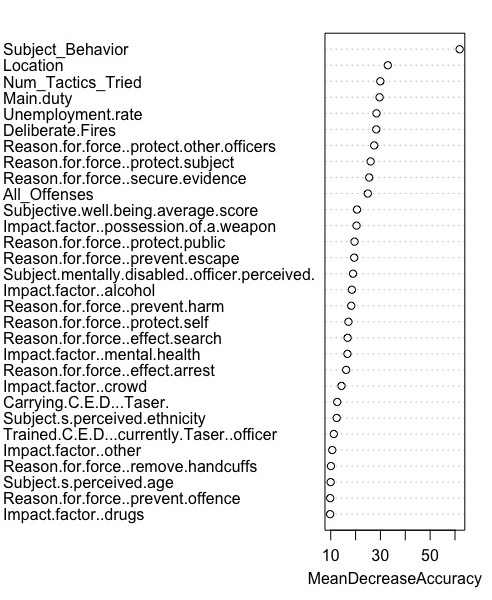 Subject_Behavior
Location
Num_Tactics_Tried
Main.duty
Unemployment.rate
Deliberate.Fires
Reason.for.force..protect.other.officers
Reason.for.force..protect.subject
Reason.for.force..secure.evidence
All_Offenses
Subjective.well.being.average.score
Impact.factor..possession.of.a.weapon
Reason.for.force..protect.public
Reason.for.force..prevent.escape
Subject.mentally.disabled..officer.perceived.
Impact.factor..alcohol
Reason.for.force..prevent.harm
Reason.for.force..protect.self
Reason.for.force..effect.search
Impact.factor..mental.health
Reason.for.force..effect.arrest
Impact.factor..crowd
Carrying.C.E.D...Taser.
Subject.s.perceived.ethnicity
Trained.C.E.D...currently.Taser..officer
Impact.factor..other
Reason.for.force..remove.handcuffs
Subject.s.perceived.age
Reason.for.force..prevent.offence
Impact.factor..drugs
10 30 50
MeanDecreaseAccuracy